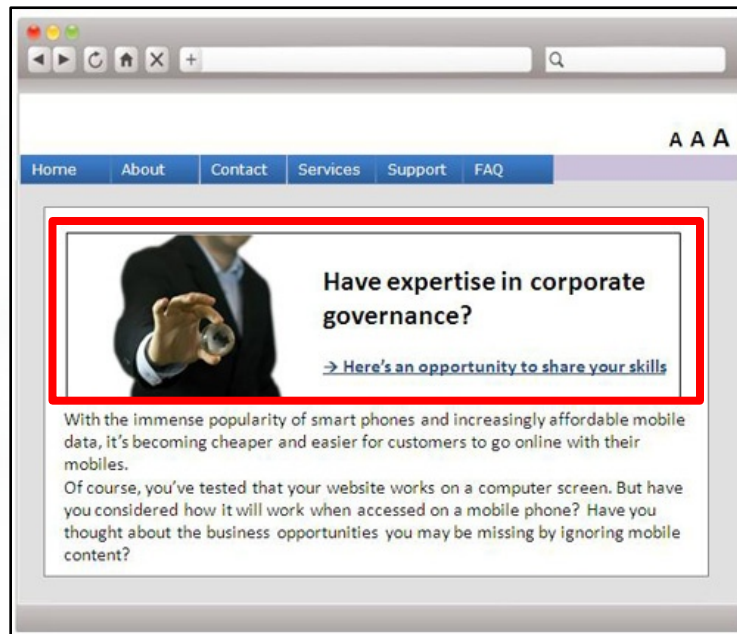 A A A
Home About Contact Services Support FAQ
Have expertise in corporate
governance?
→ Here's an opportunity to share your skills
With the immense popularity of smart phones and increasingly affordable mobile
data, it's becoming cheaper and easier for customers to go online with their
mobiles.
Of course, you've tested that your website works on a computer screen. But have
you considered how it will work when accessed on a mobile phone? Have you
thought about the business opportunities you may be missing by ignoring mobile
content?